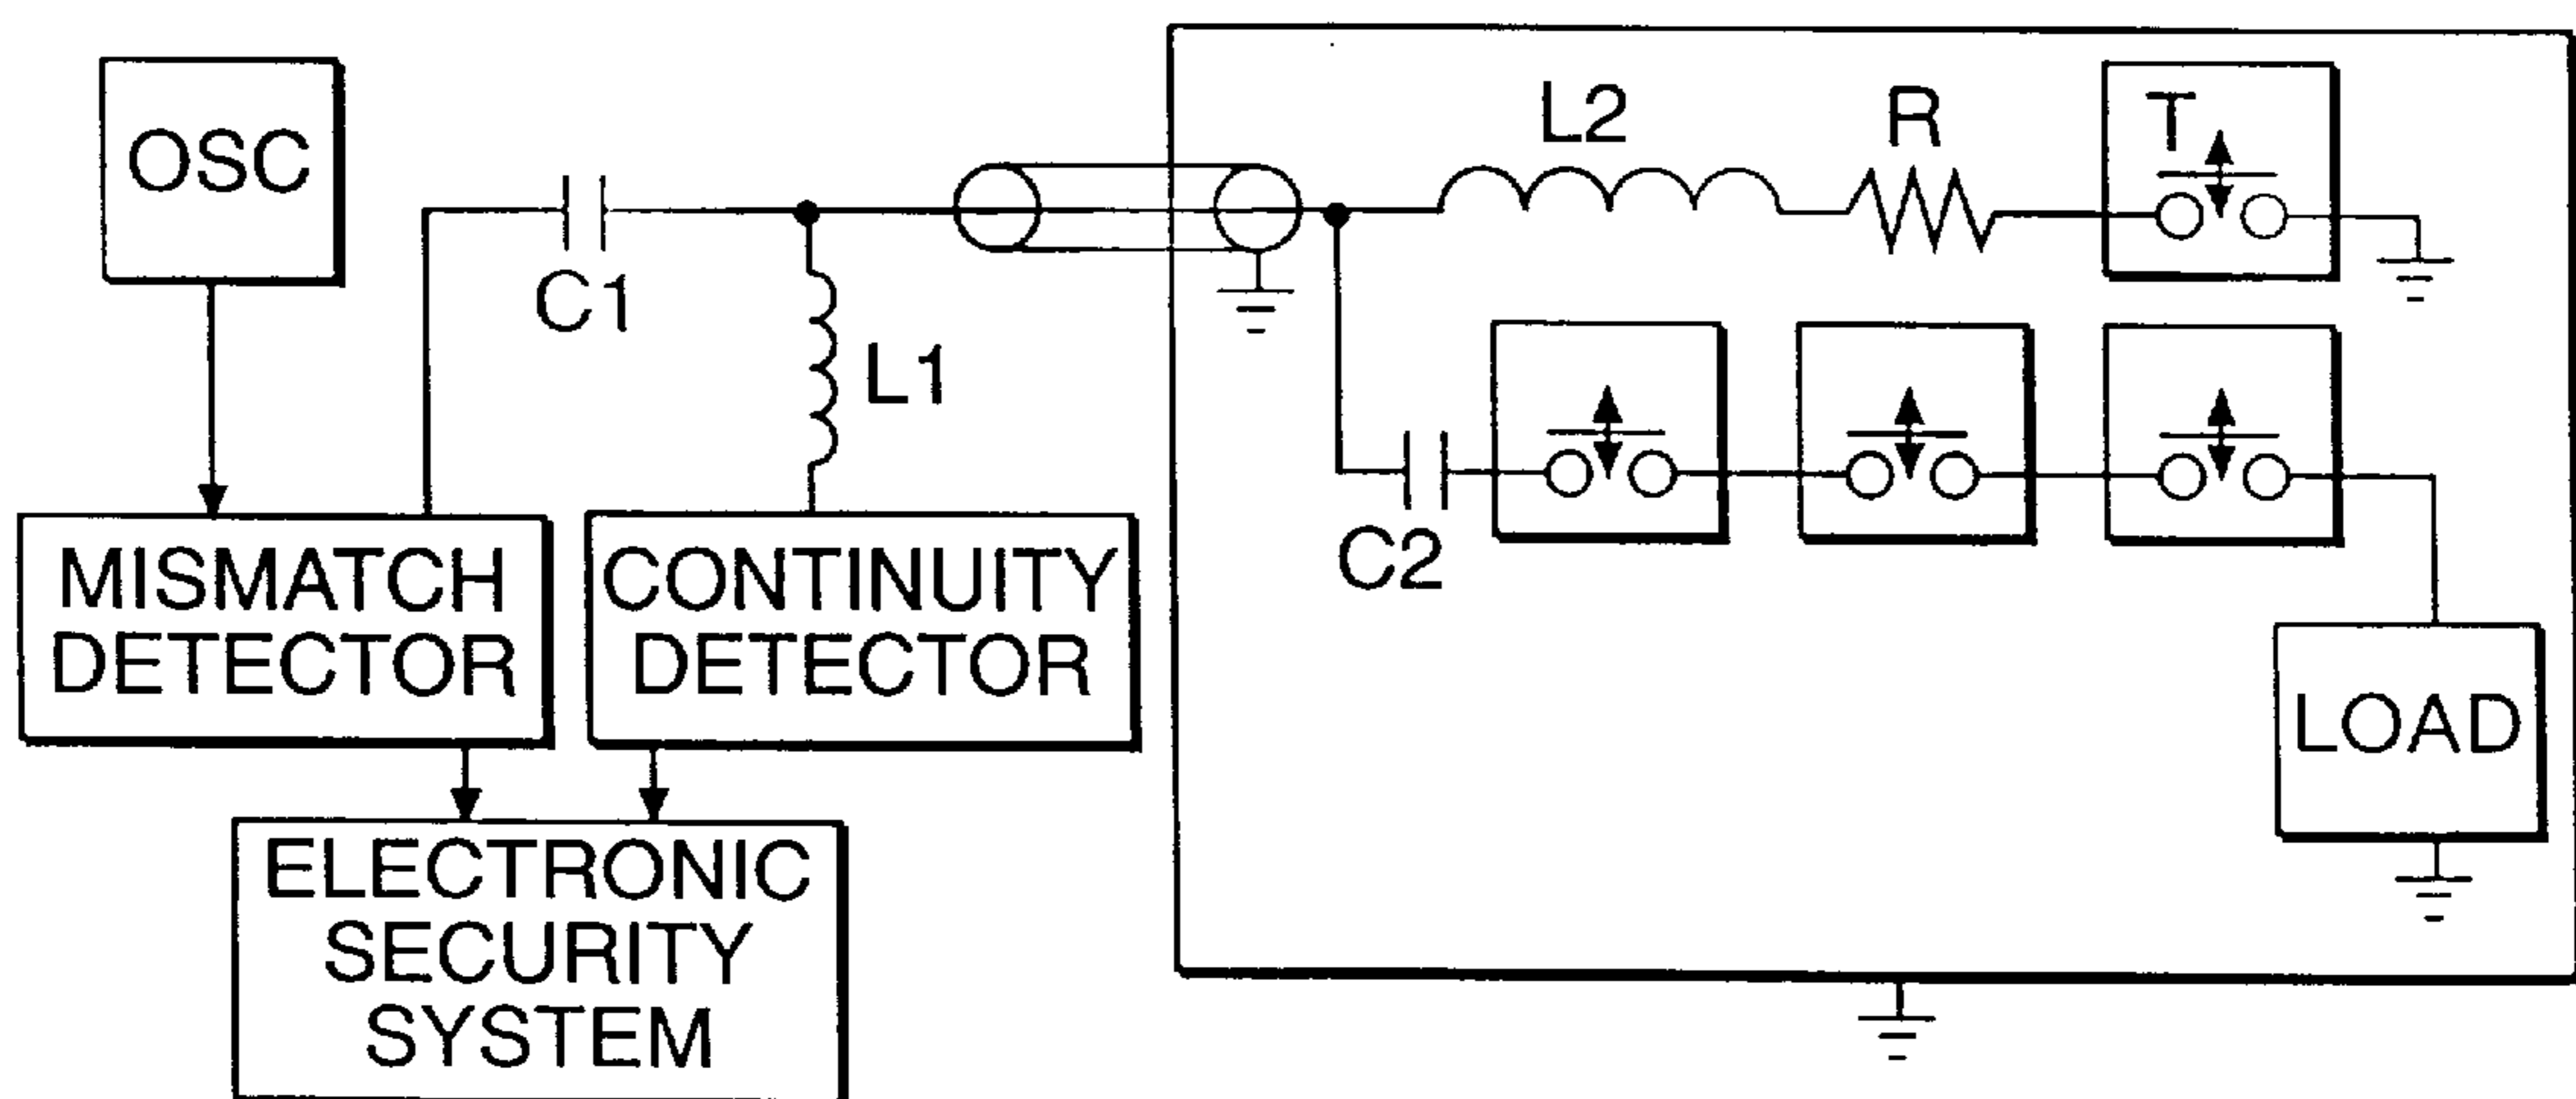 OSC
C1
L1
L2
R
T
C2
MISMATCH
DETECTOR
CONTINUITY
DETECTOR
LOAD
ELECTRONIC
SECURITY
SYSTEM